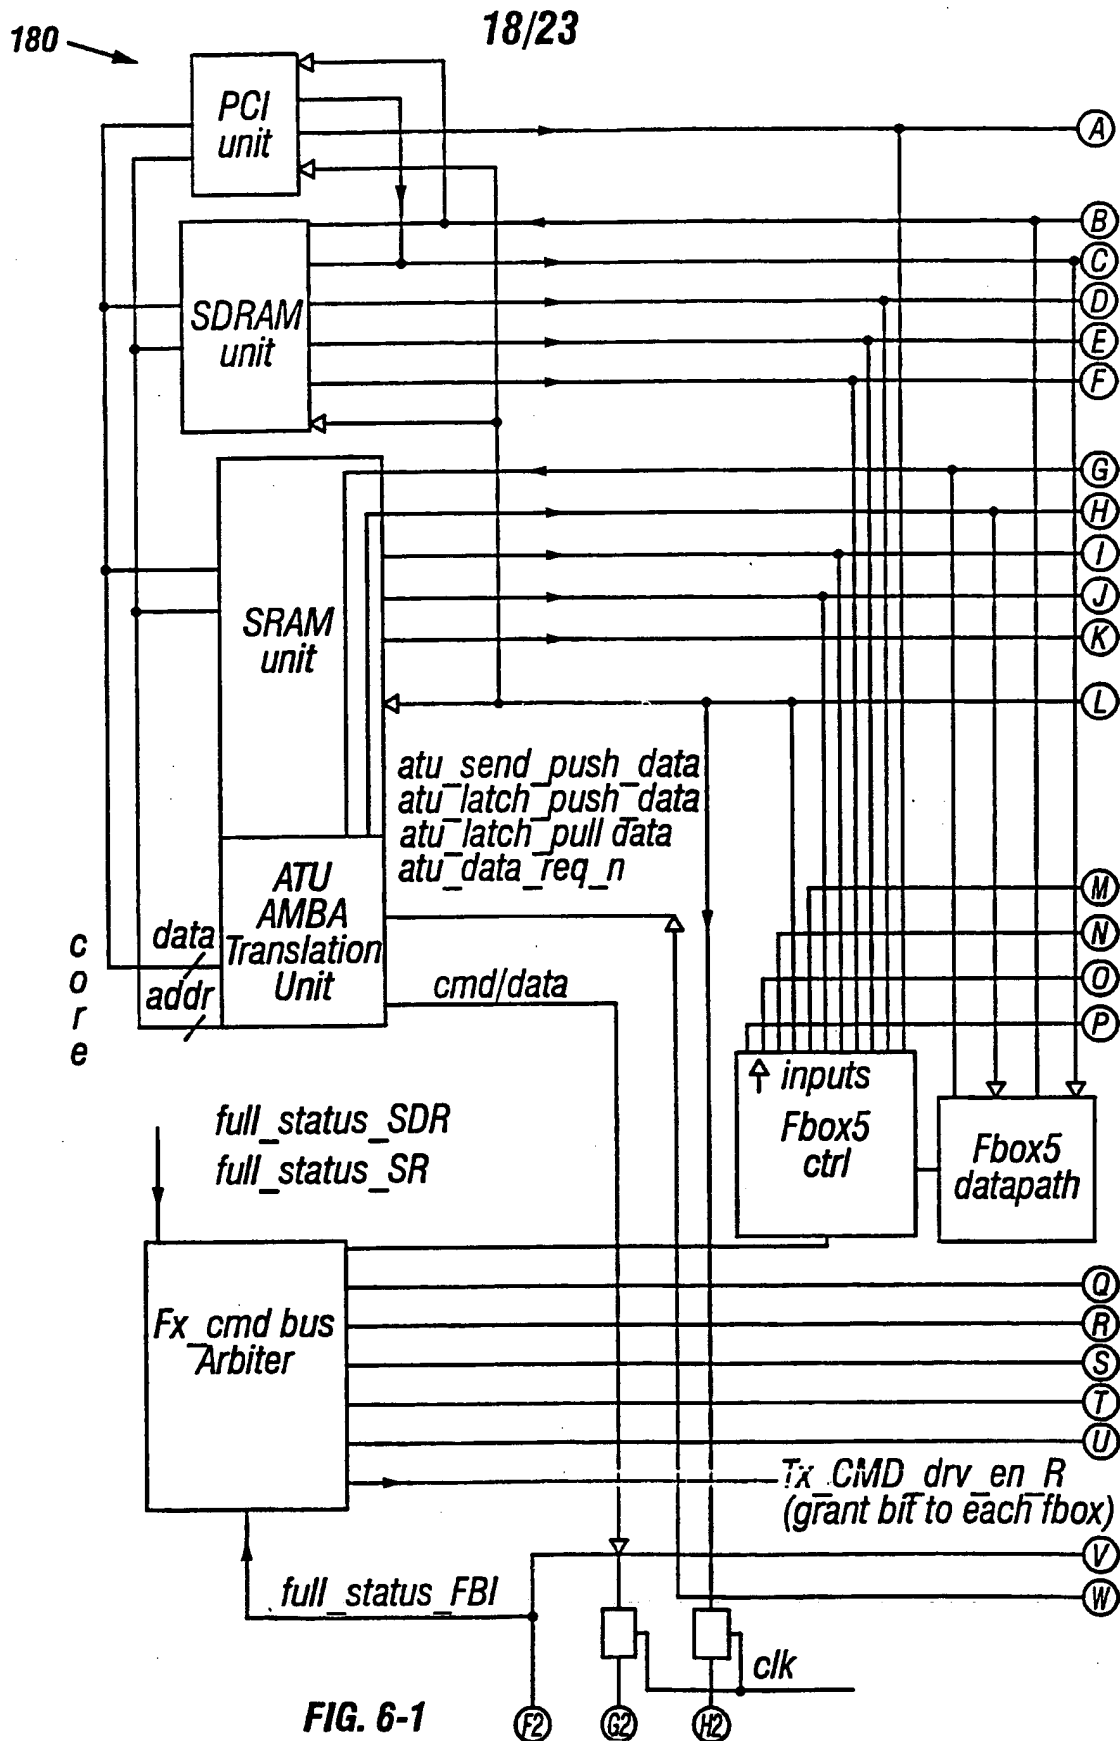 18/23
180
PCI
unit
A
B
C
SDRAM
unit
D
E
F
G
H
I
SRAM
unit
J
K
L
atu_send_push_data
atu_latch_push_data
atu_latch_pull data
atu_data_req_n
ATU
AMBA
Translation
Unit
M
N
O
P
core
data
addr
cmd/data
inputs
Fbox5
ctrl
Fbox5
datapath
full_status_SDR
full_status_SR
Fx_cmd bus
Arbiter
Q
R
S
T
U
Tx_CMD_drv_en_R
(grant bit to each fbox)
V
full_status_FBI
W
clk
FIG. 6-1
F2
G2
H2